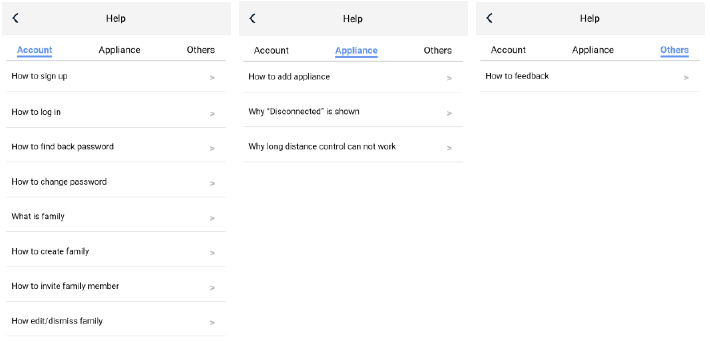 Help
Account Appliance Others
How to sign up >
How to log in >
How to find back password >
How to change password >
What is family >
How to create family >
How to invite family member >
How edit/dismiss family >
Help
Account Appliance Others
How to add appliance >
Why "Disconnected" is shown >
Why long distance control can not work >
Help
Account Appliance Others
How to feedback >